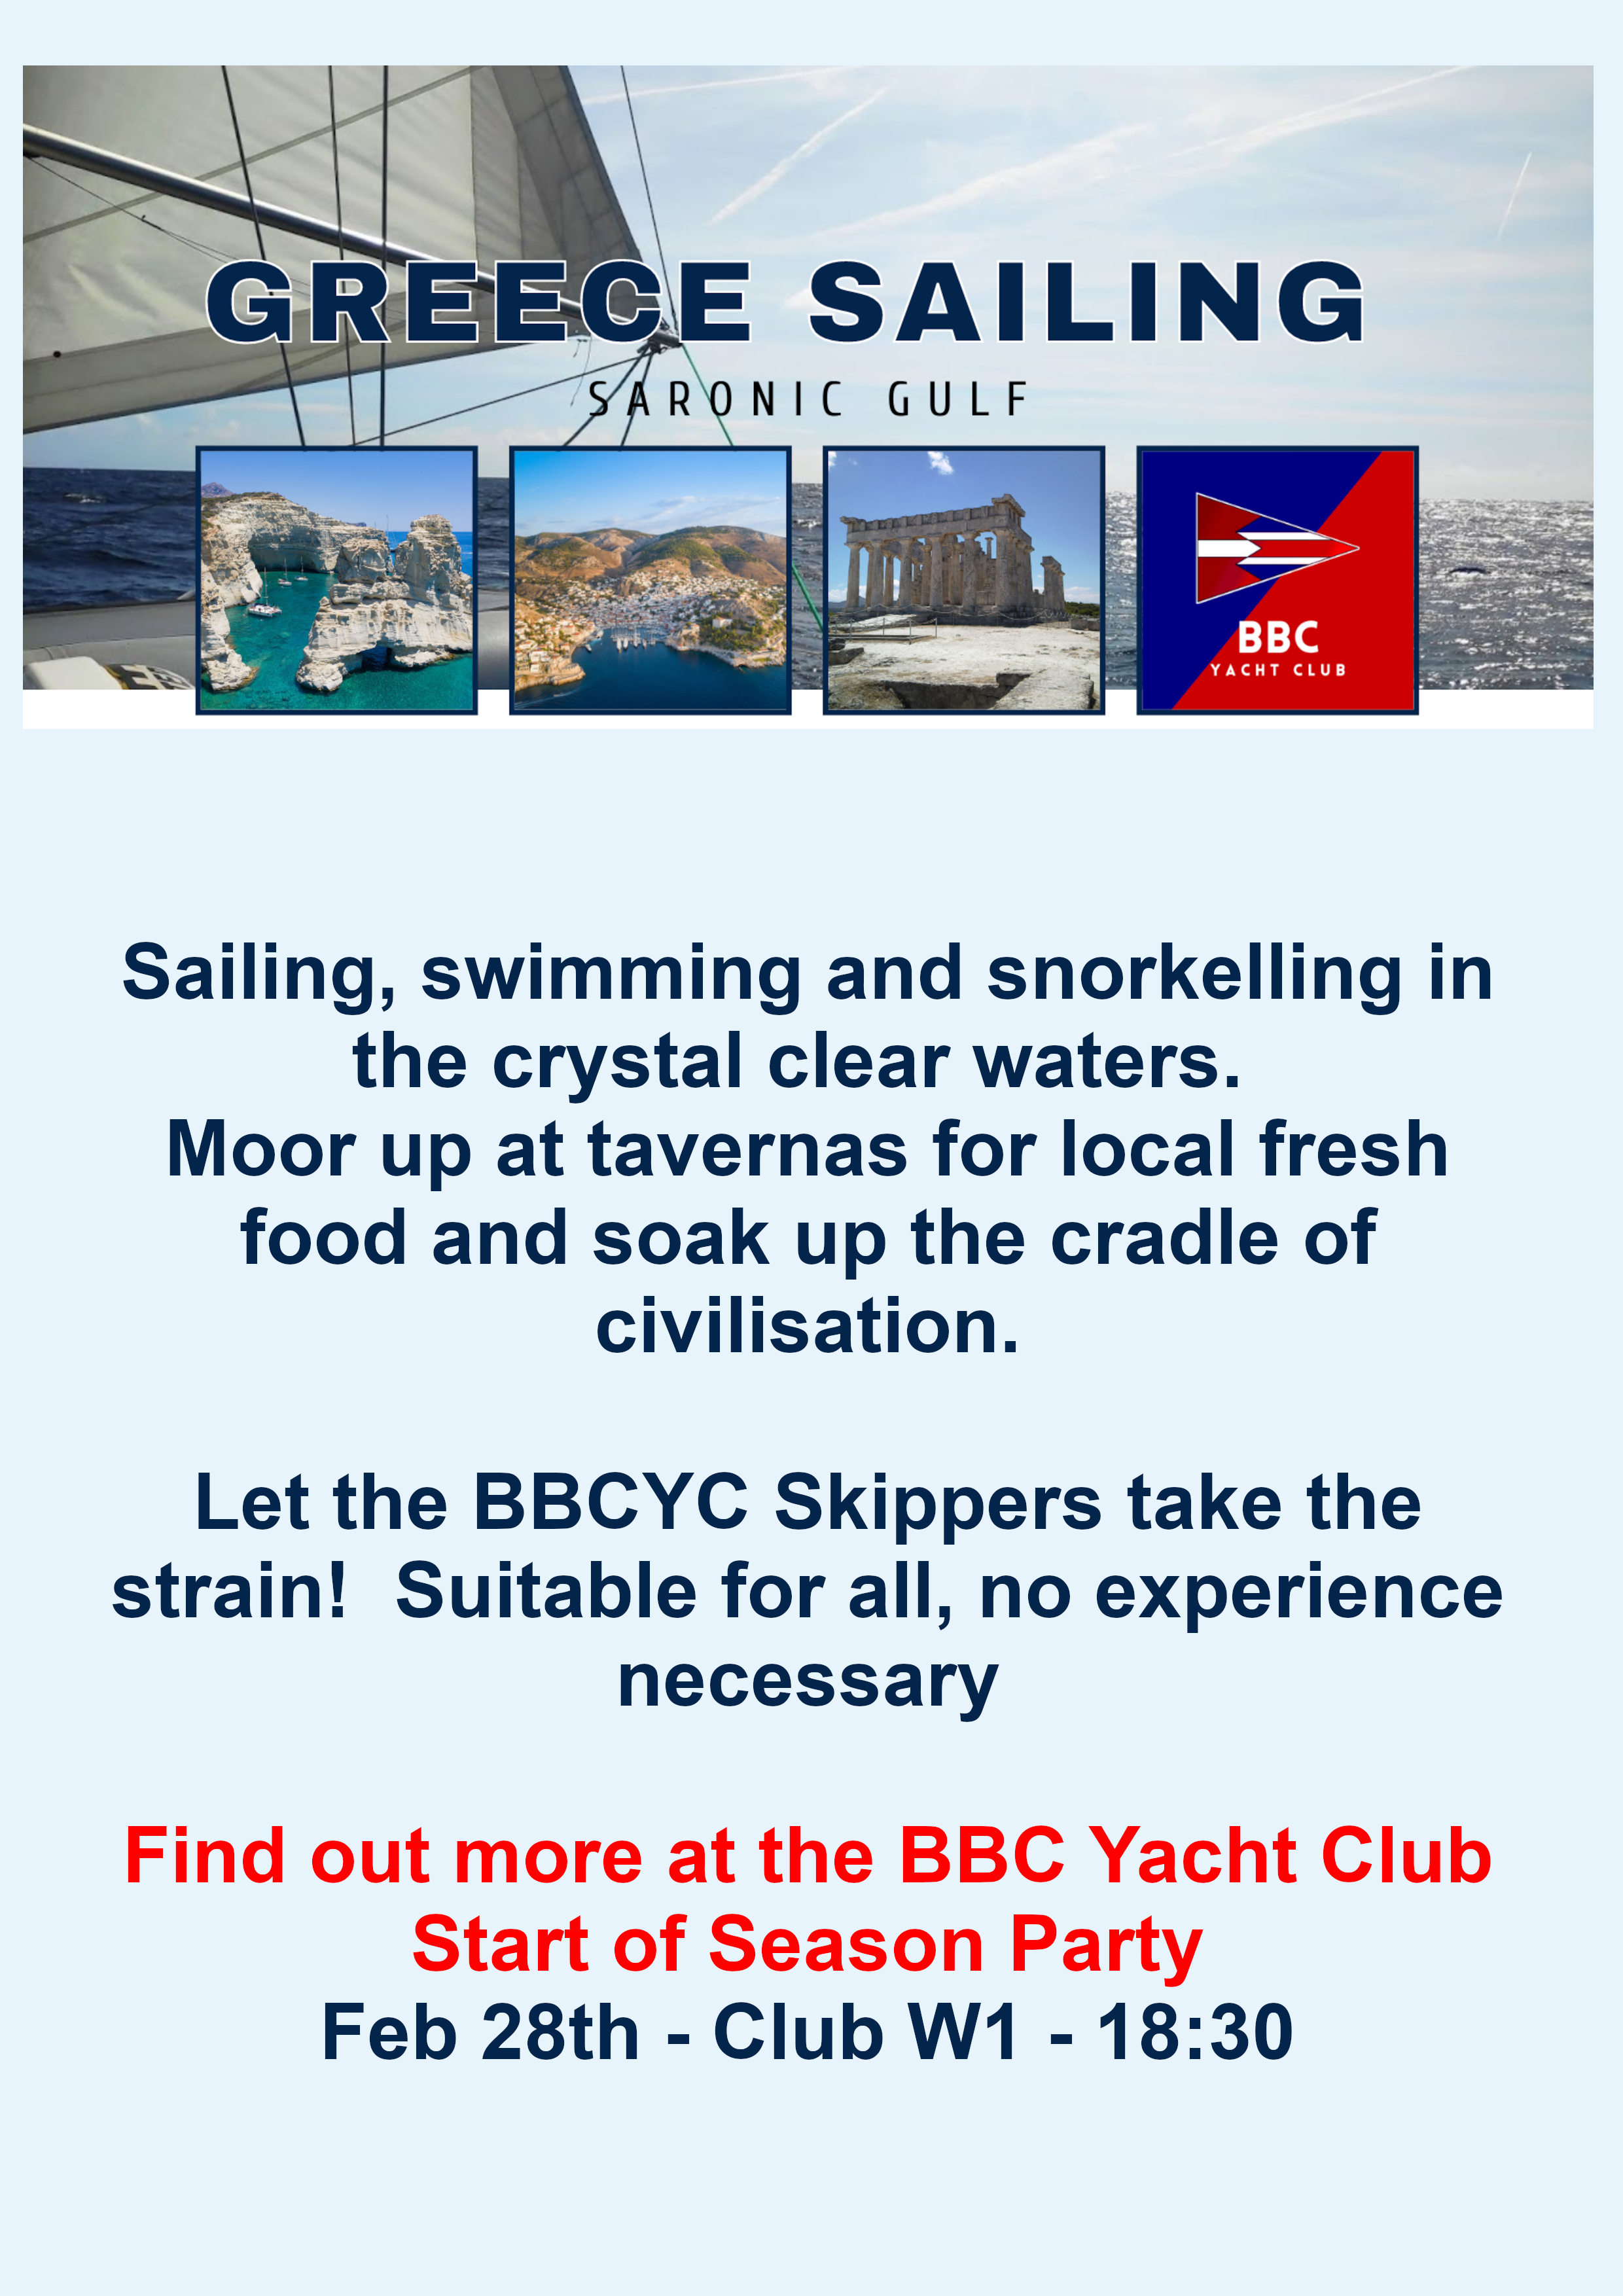 GREECE SAILING
SARONIC GULF
BBC
YACHT CLUB
Sailing, swimming and snorkelling in
the crystal clear waters.
Moor up at tavernas for local fresh
food and soak up the cradle of
civilisation.
Let the BBCYC Skippers take the
strain!  Suitable for all, no experience
necessary
Find out more at the BBC Yacht Club
Start of Season Party
Feb 28th - Club W1 - 18:30